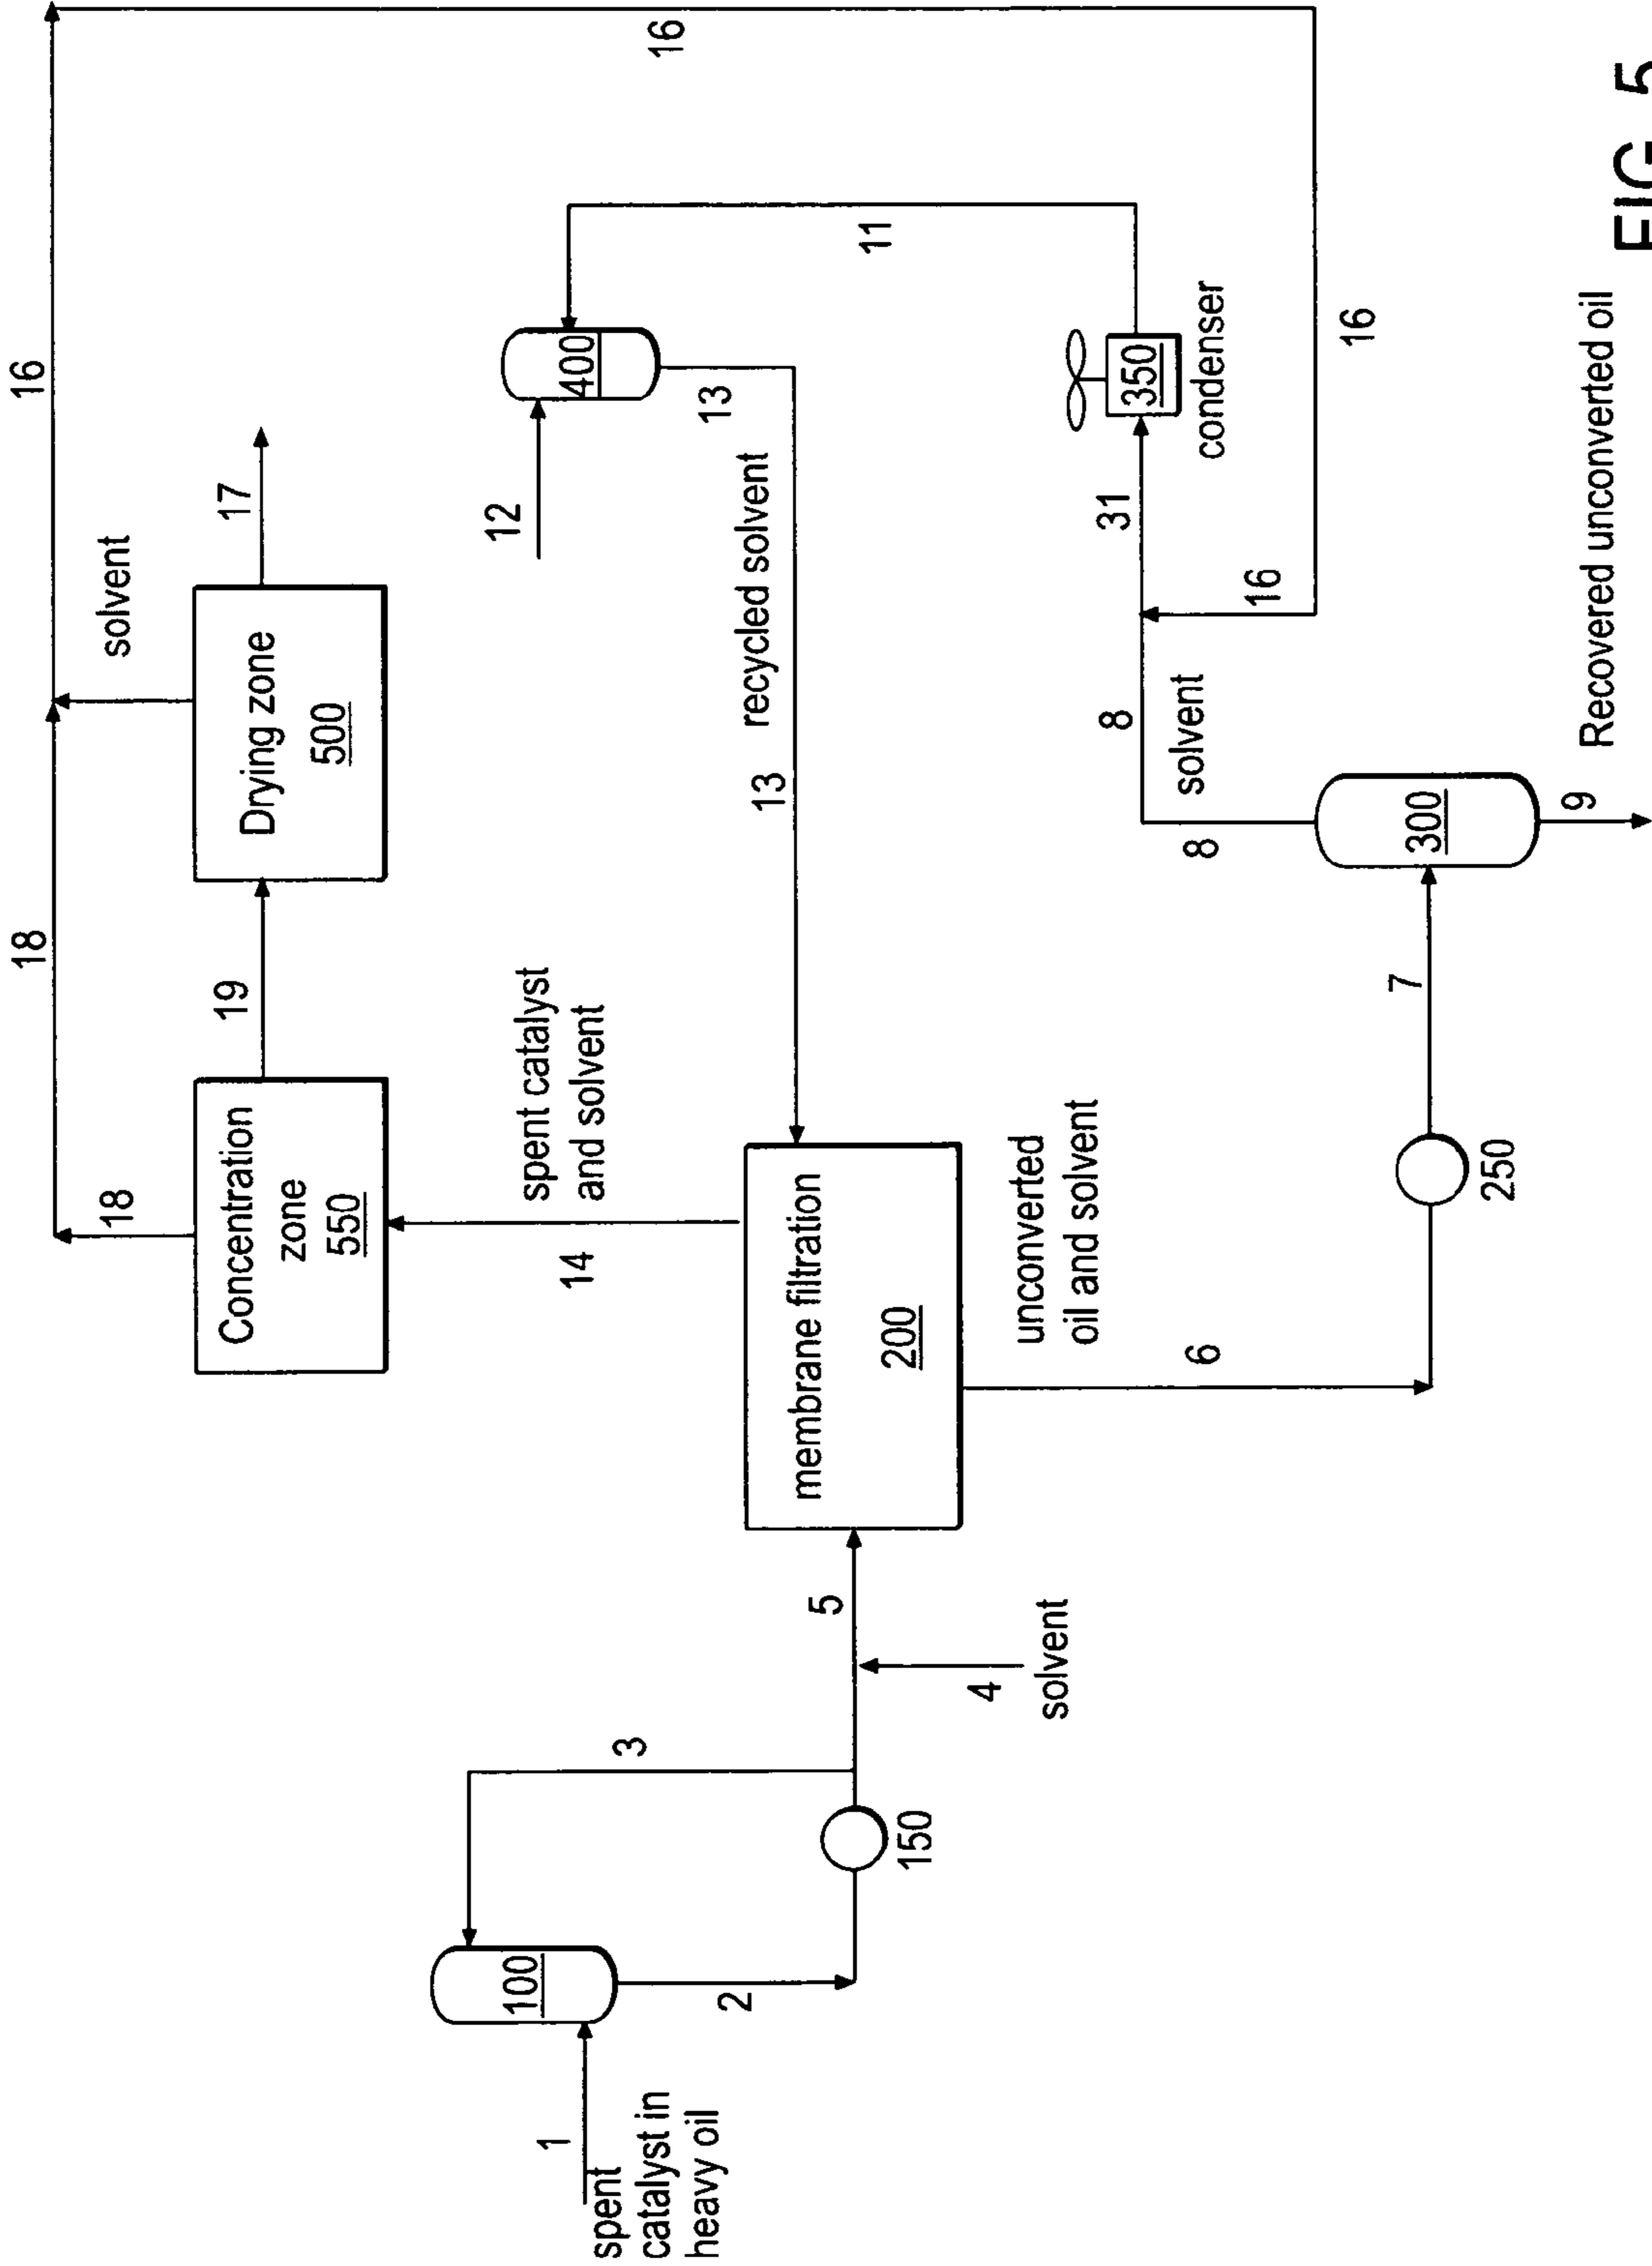 18
18
16
16
solvent
Concentration
zone
550
19
Drying zone
500
17
spent catalyst
and solvent
14
12
400
13
recycled solvent
13
11
1
spent
catalyst in
heavy oil
100
2
3
150
5
4
solvent
membrane filtration
200
unconverted
oil and solvent
6
250
7
300
8
8
solvent
31
350
condenser
16
16
9
Recovered unconverted oil
FIG. 5